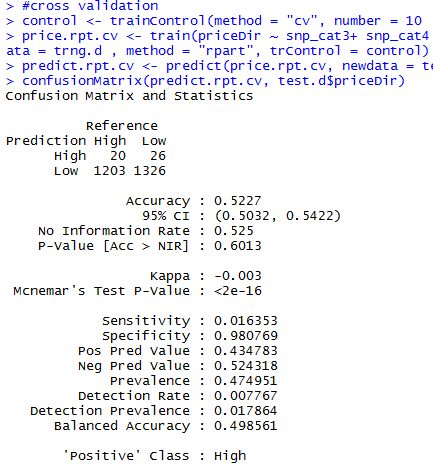 > #cross validation
> control <- trainControl(method = "cv", number = 10
> price.rpt.cv <- train(priceDir ~ snp_cat3+ snp_cat4
ata = trng.d , method = "rpart", trControl = control)
> predict.rpt.cv <- predict(price.rpt.cv, newdata = te
> confusionMatrix(predict.rpt.cv, test.d$priceDir)
Confusion Matrix and Statistics
Reference
Prediction High Low
High 20 26
Low 1203 1326
Accuracy : 0.5227
95% CI : (0.5032, 0.5422)
No Information Rate : 0.525
P-Value [Acc > NIR] : 0.6013
Kappa : -0.003
Mcnemar's Test P-Value : <2e-16
Sensitivity : 0.016353
Specificity : 0.980769
Pos Pred Value : 0.434783
Neg Pred Value : 0.524318
Prevalence : 0.474951
Detection Rate : 0.007767
Detection Prevalence : 0.017864
Balanced Accuracy : 0.498561
'Positive' Class : High